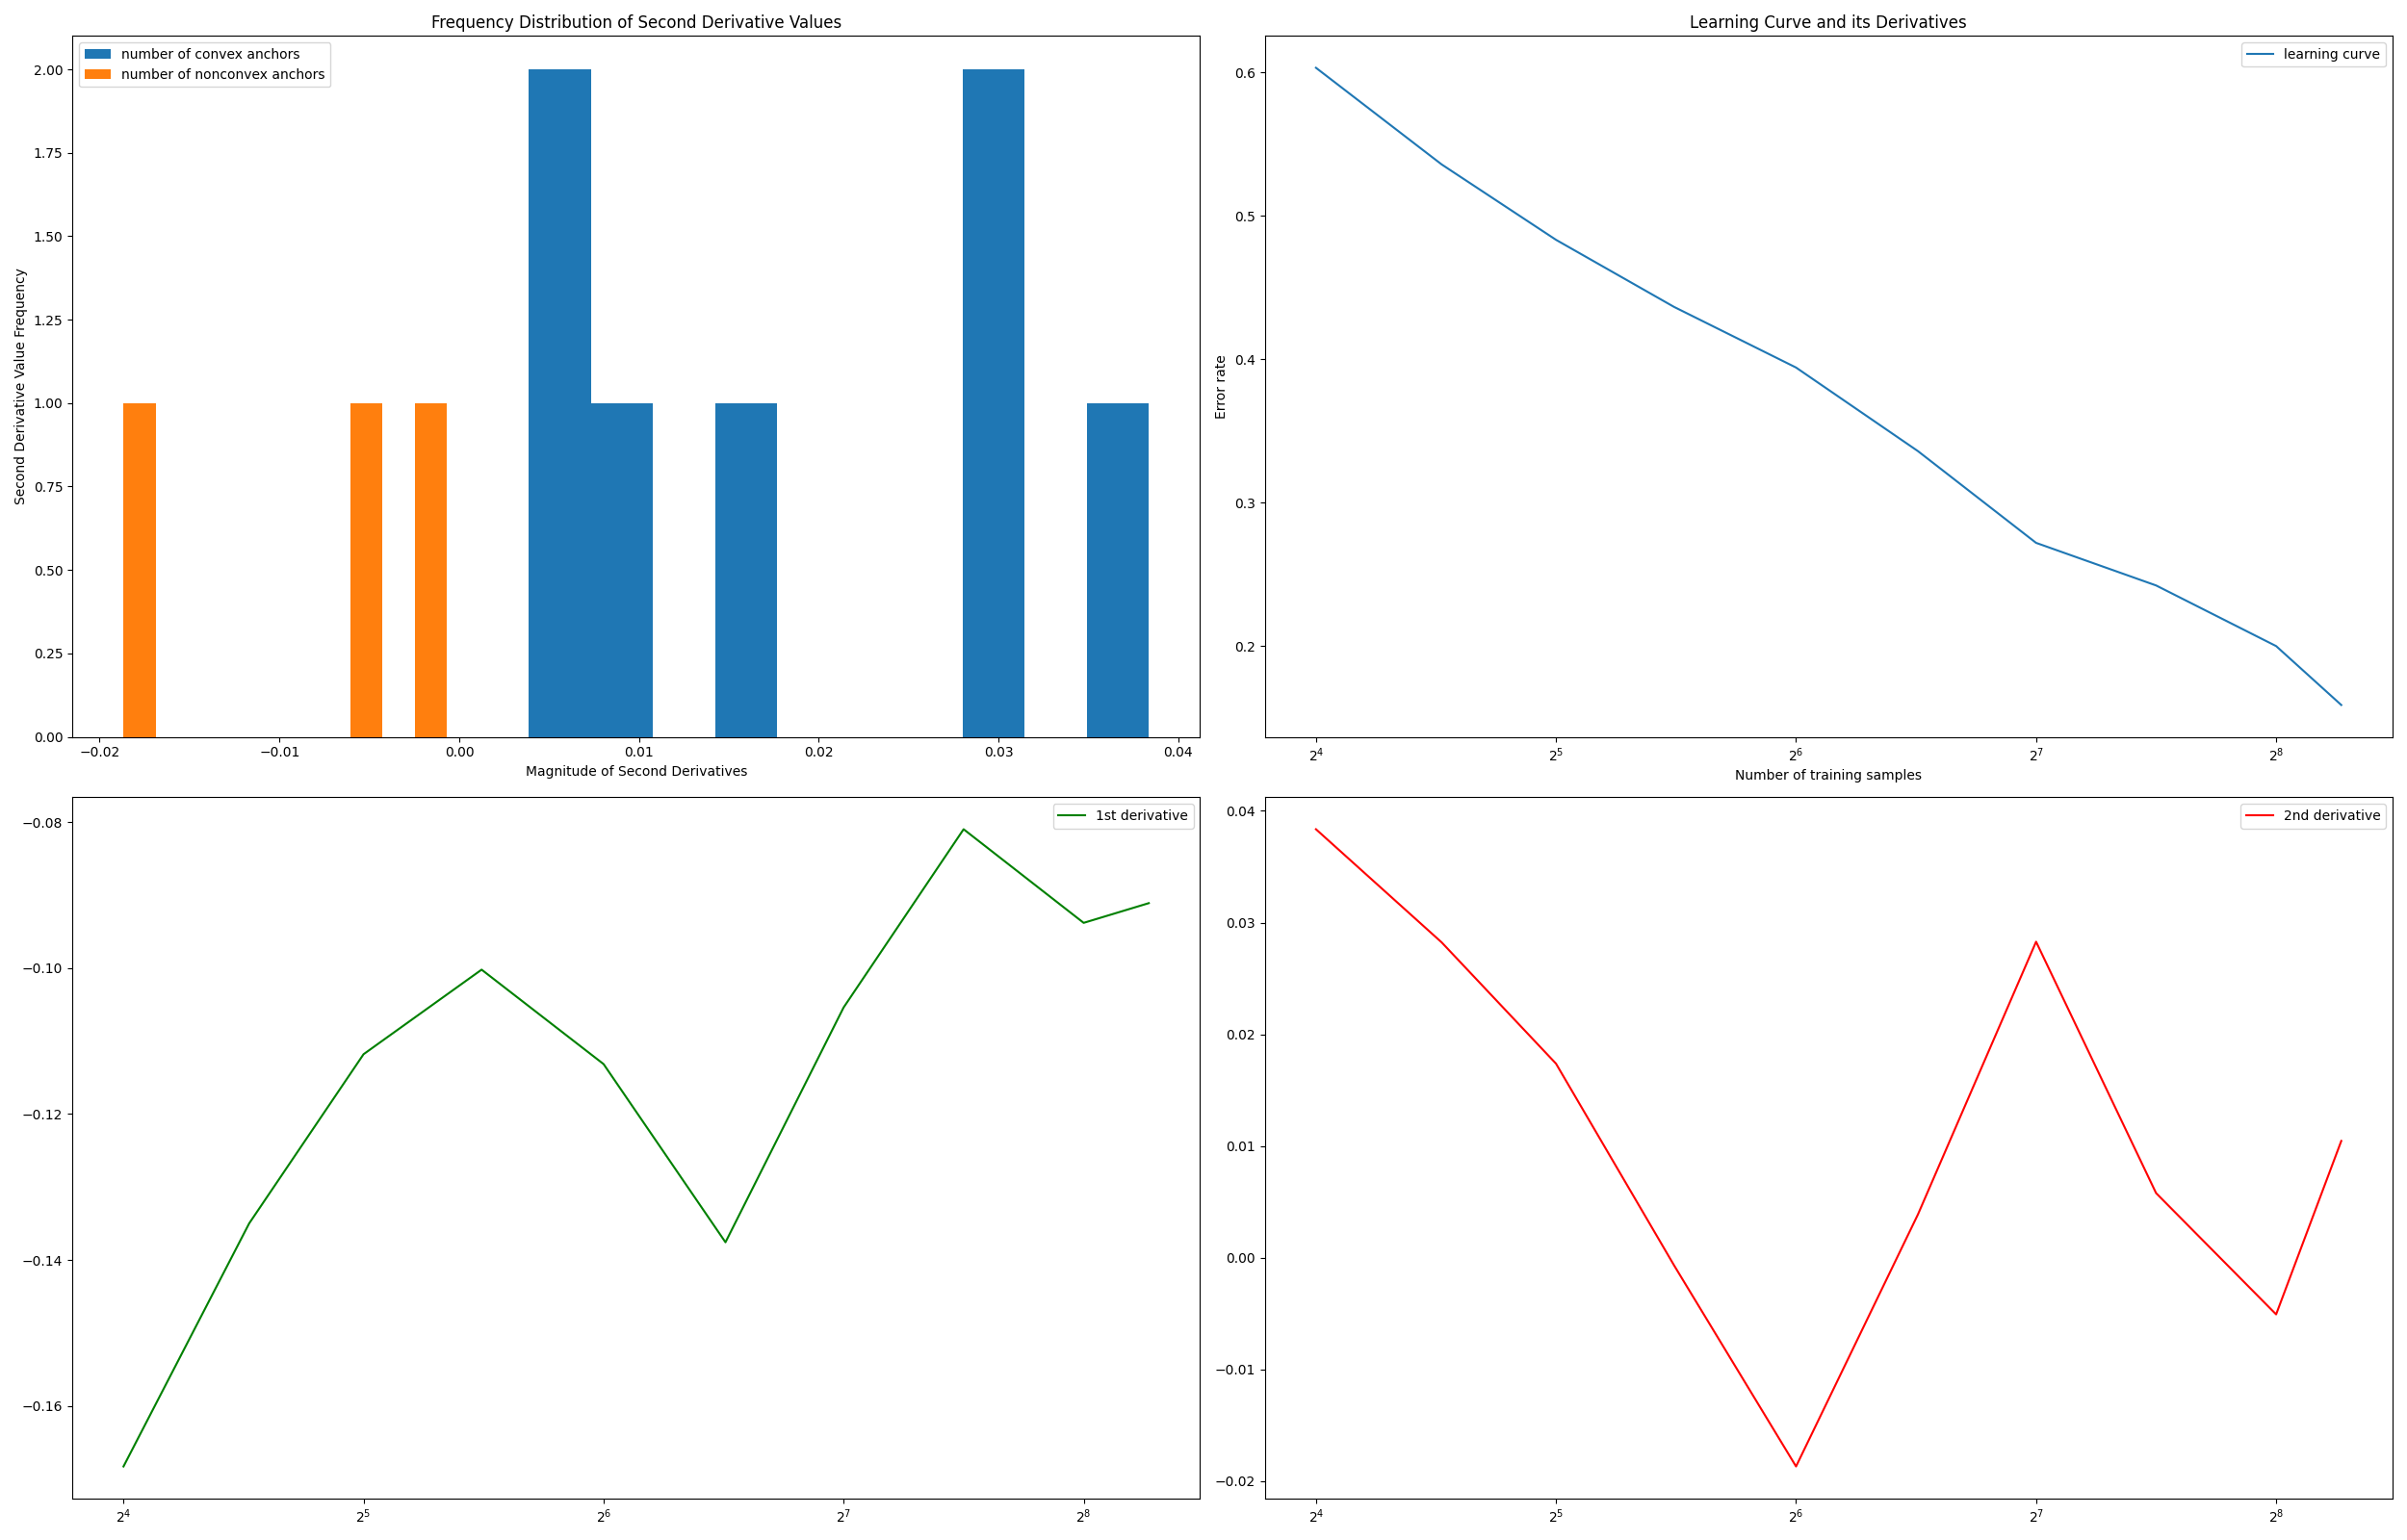 Frequency Distribution of Second Derivative Values
number of convex anchors
number of nonconvex anchors
Second Derivative Value Frequency
2.00
1.75
1.50
1.25
1.00
0.75
0.50
0.25
0.00
−0.02 −0.01 0.00 0.01 0.02 0.03 0.04
Magnitude of Second Derivatives
Learning Curve and its Derivatives
learning curve
Error rate
0.6
0.5
0.4
0.3
0.2
2⁴ 2⁵ 2⁶ 2⁷ 2⁸
Number of training samples
1st derivative
−0.08
−0.10
−0.12
−0.14
−0.16
2⁴ 2⁵ 2⁶ 2⁷ 2⁸
2nd derivative
0.04
0.03
0.02
0.01
0.00
−0.01
−0.02
2⁴ 2⁵ 2⁶ 2⁷ 2⁸